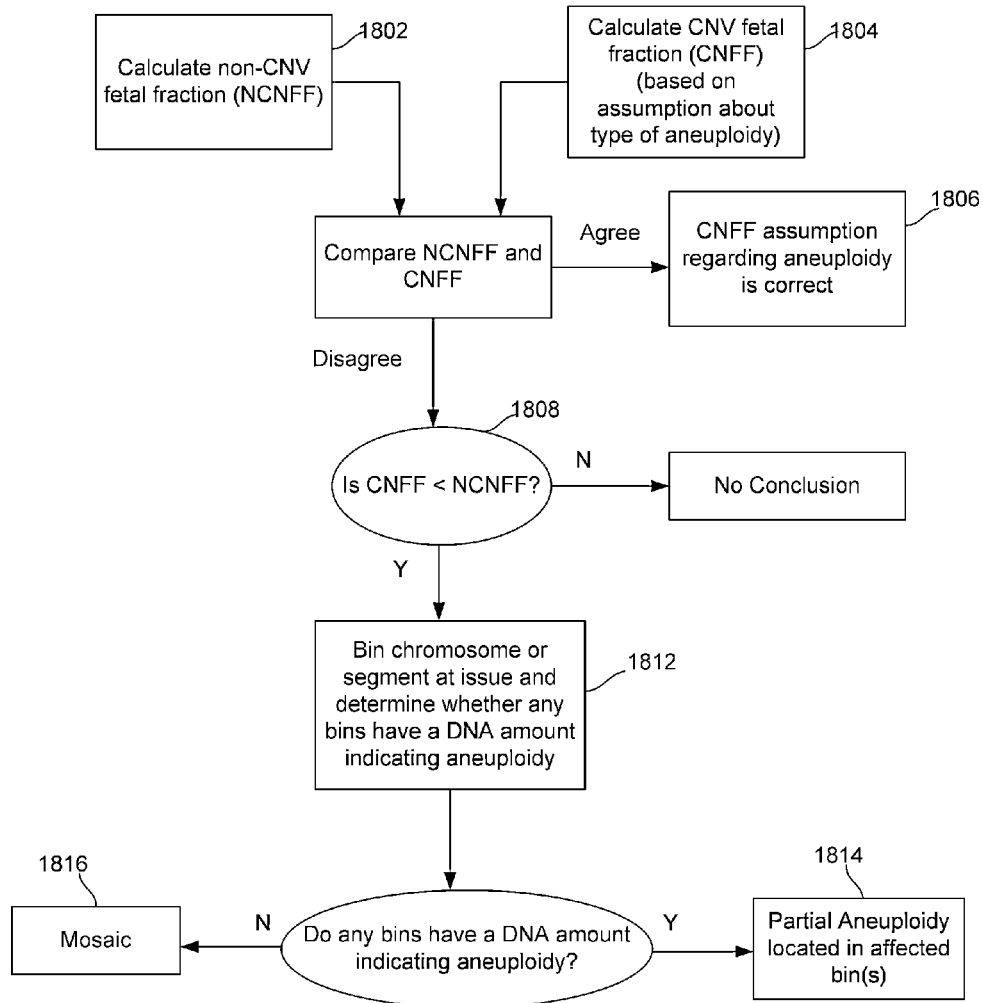 1802
Calculate non-CNV
fetal fraction (NCNFF)
1804
Calculate CNV fetal
fraction (CNFF)
(based on
assumption about
type of aneuploidy)
Compare NCNFF and
CNFF
Agree
1806
CNFF assumption
regarding aneuploidy
is correct
Disagree
1808
Is CNFF < NCNFF?
N
No Conclusion
Y
Bin chromosome or
segment at issue and
determine whether any
bins have a DNA amount
indicating aneuploidy
1812
1816
Mosaic
N
Do any bins have a DNA amount
indicating aneuploidy?
Y
1814
Partial Aneuploidy
located in affected
bin(s)